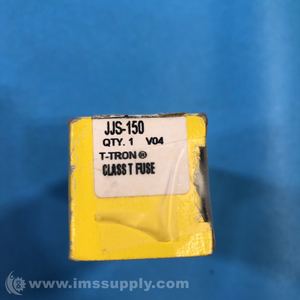 JJS-150
QTY. 1 V04
T-TRON®
CLASS T FUSE
© www.imssupply.com